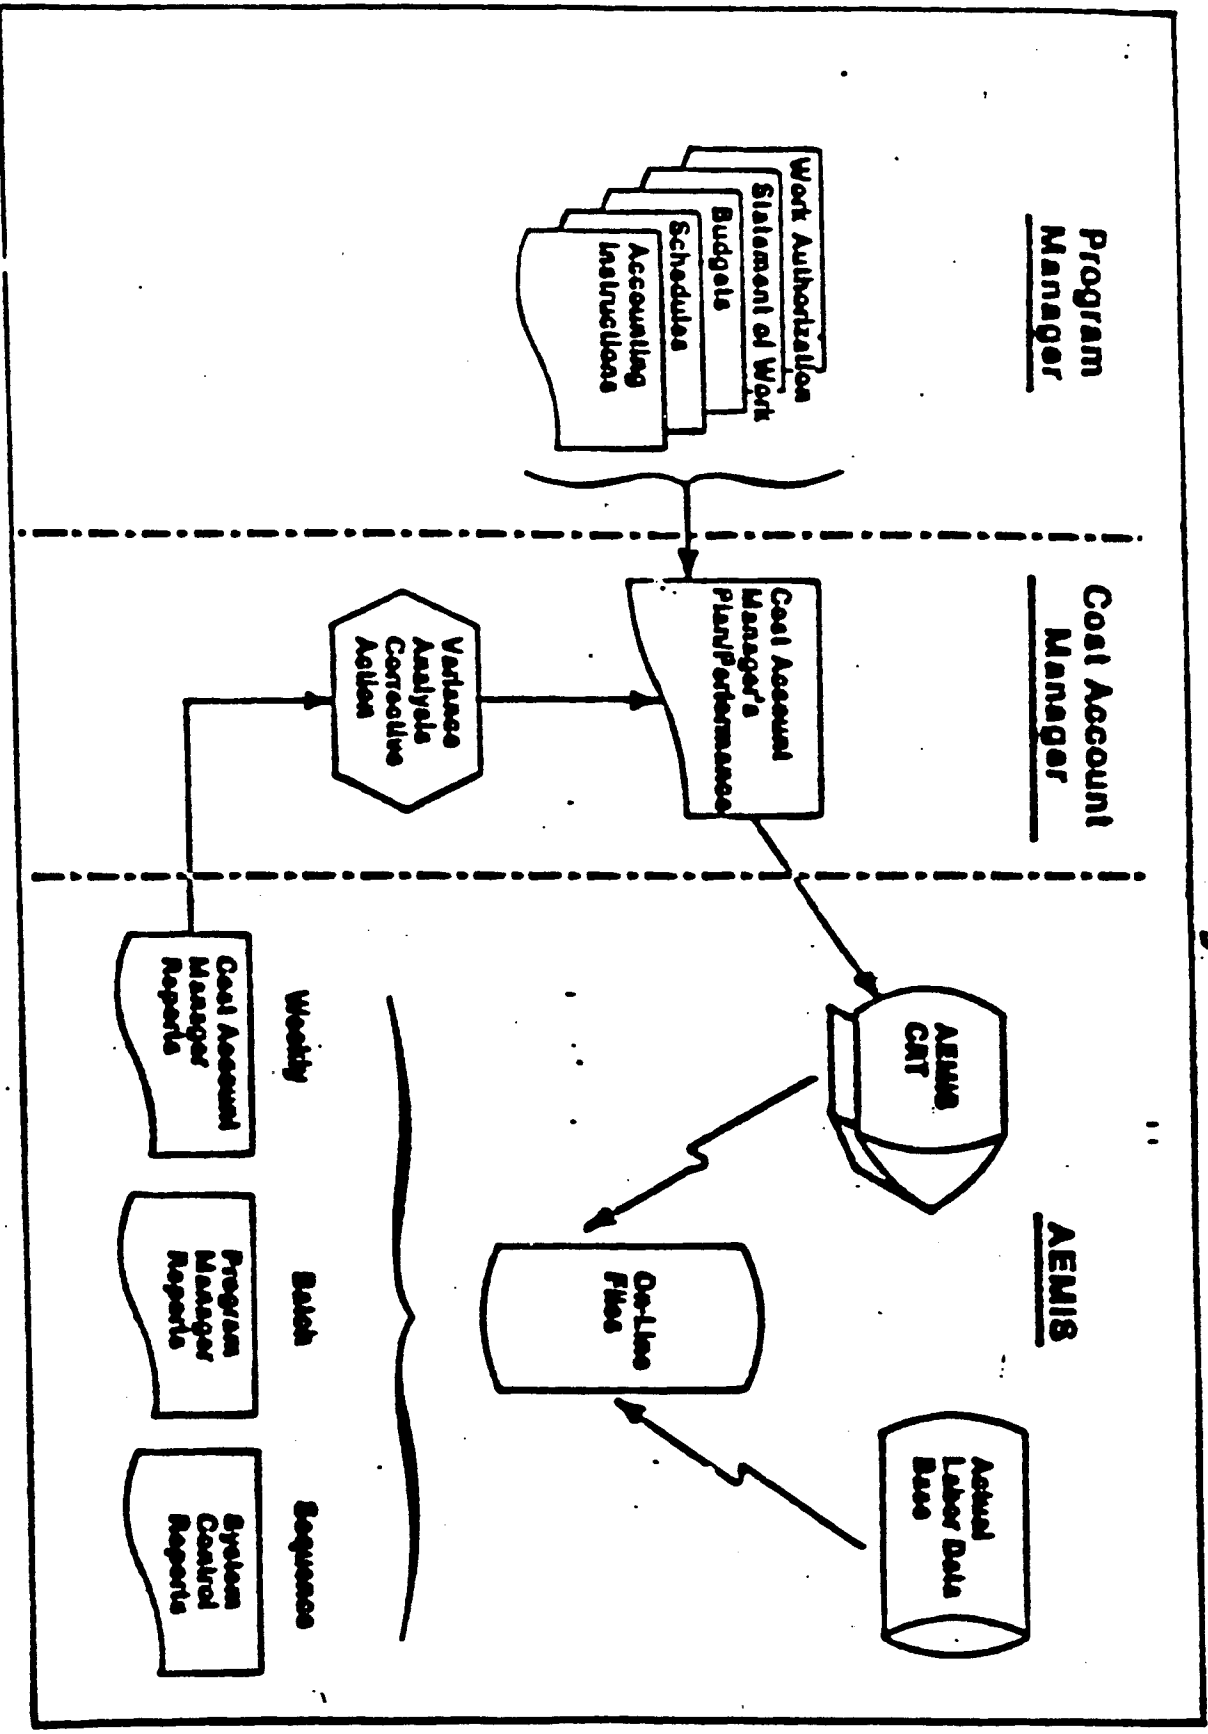 Program
Manager
Cost Account
Manager
AEMIS
Work Authorization
Statement of Work
Budgets
Schedules
Accounting
Instructions
Cost Account
Manager's
Plan/Performance
Variance
Analysis
Corrective
Action
AEMIS
CRT
Actual
Labor Data
Base
On-Line
Files
Weekly
Batch
Sequence
Cost Account
Manager
Reports
Program
Manager
Reports
System
Control
Reports